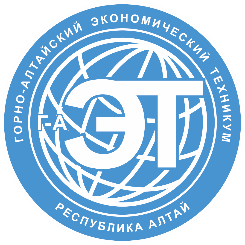 ГОРНО-АЛТАЙСКИЙ ЭКОНОМИЧЕСКИЙ ТЕХНИКУМ
Г-А ЭТ
РЕСПУБЛИКА АЛТАЙ